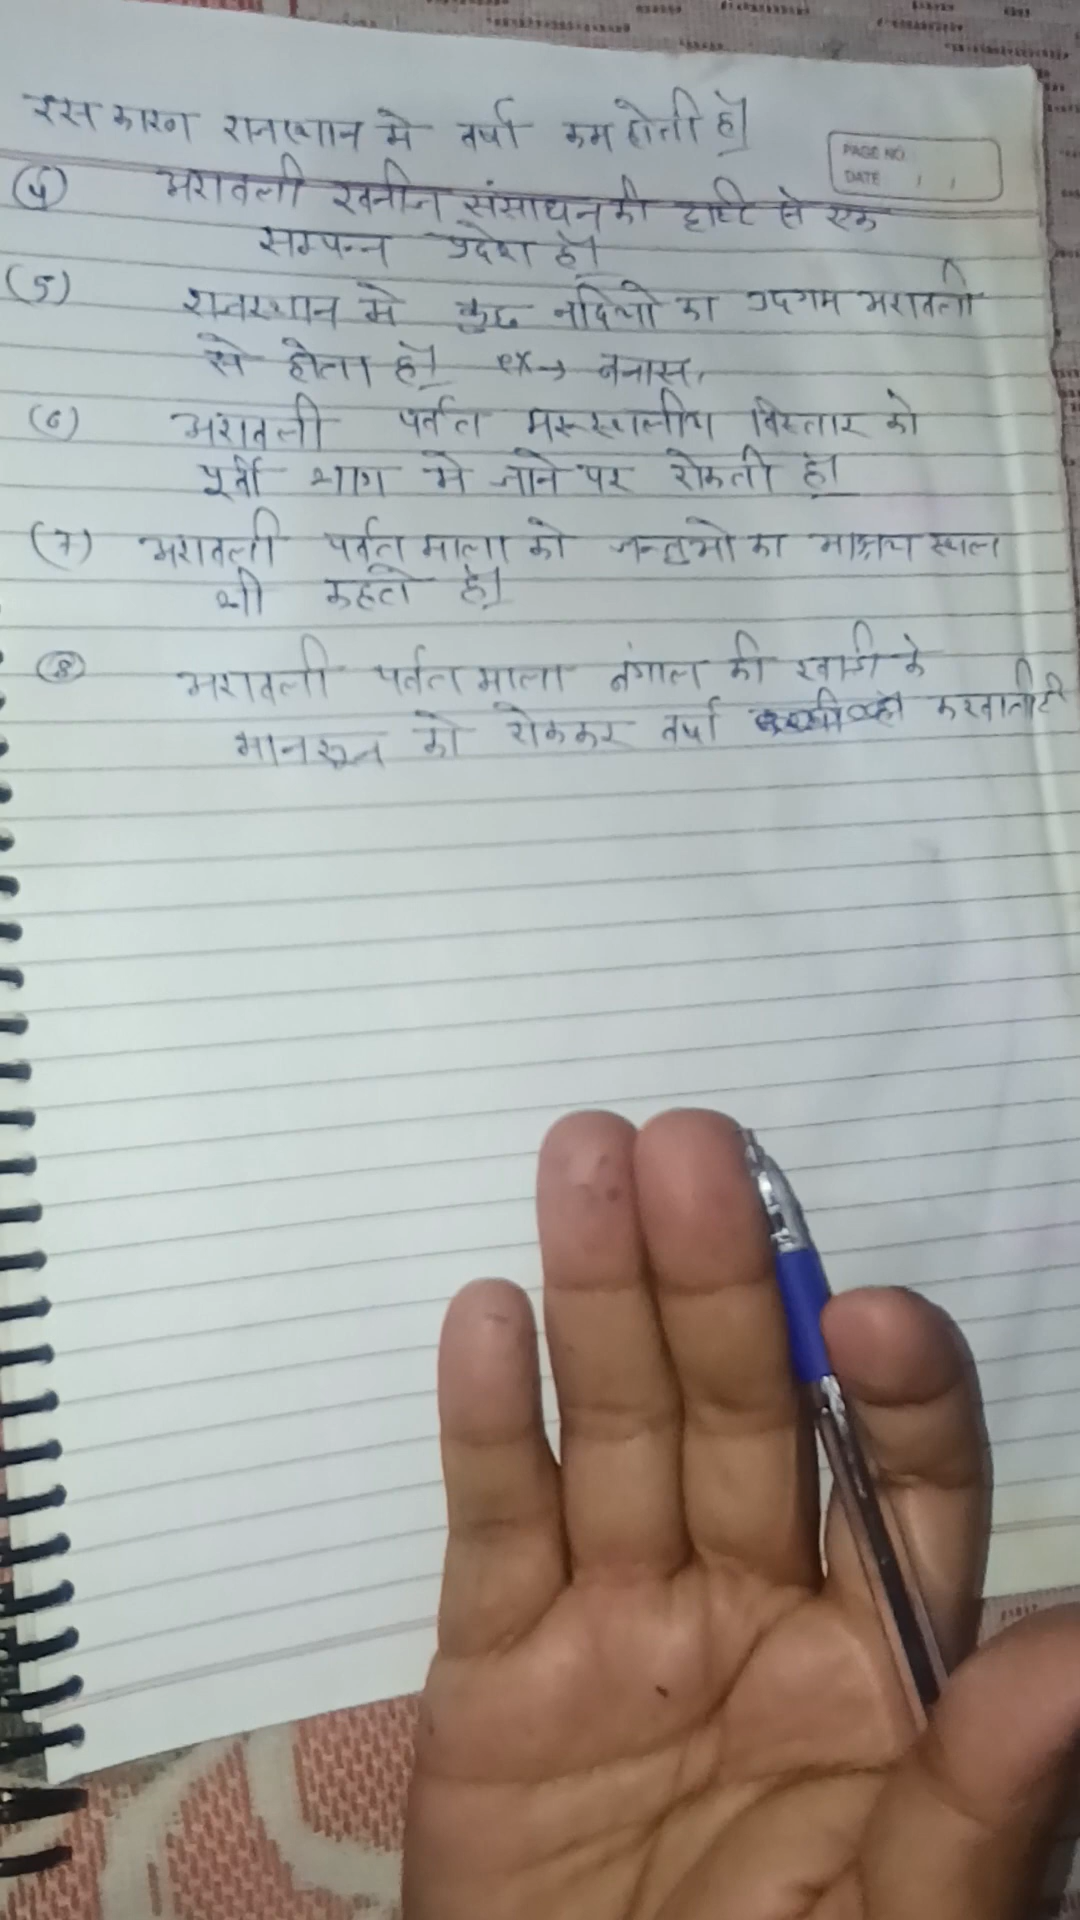 इस कारण राजस्थान मे वर्षा कम होती है।
PAGE NO.
DATE / /
(4) अरावली खनीज संसाधन की दृष्टि से एक
सम्पन्न प्रदेश है।
(5) राजस्थान मे कुछ नदियो का उदगम अरावली
से होता है। ex→ बनास,
(6) अरावली पर्वत मरूस्थलीय विस्तार को
पूर्वी भाग मे जाने पर रोकती है।
(7) अरावली पर्वत माला को जन्तुओ का आश्रय स्थल
भी कहते है।
(8) अरावली पर्वत माला बंगाल की खाडी के
मानसून को रोककर वर्षा करवाती है